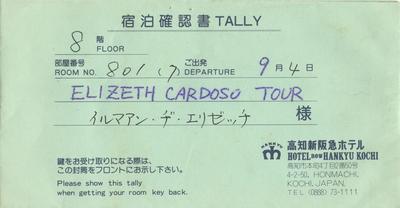 宿泊確認書 TALLY
8 階
FLOOR
部屋番号 ご出発
ROOM NO. 801 (7) DEPARTURE 9月4日
ELIZETH CARDOSO TOUR
イルマアン・デ・エリゼッチ 様
鍵をお受け取りになる際は、
この封筒をフロントにお示し下さい。
Please show this tally
when getting your room key back.
HANKYU
高知新阪急ホテル
HOTEL new HANKYU KOCHI
高知市本町4丁目2番50号
4-2-50, HONMACHI,
KOCHI, JAPAN.
TEL (0888) 73-1111